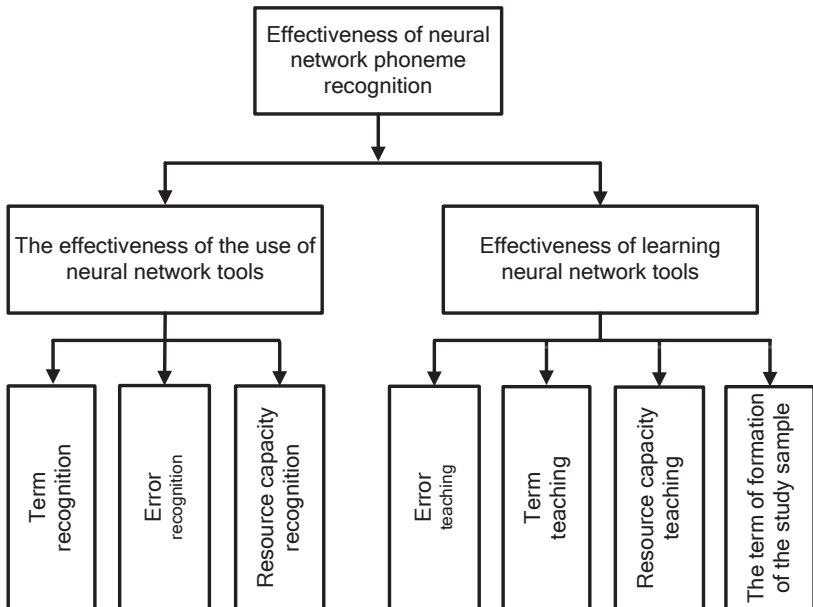 Effectiveness of neural
network phoneme
recognition
The effectiveness of the use of
neural network tools
Effectiveness of learning
neural network tools
Term
recognition
Error
recognition
Resource capacity
recognition
Error
teaching
Term
teaching
Resource capacity
teaching
The term of formation
of the study sample